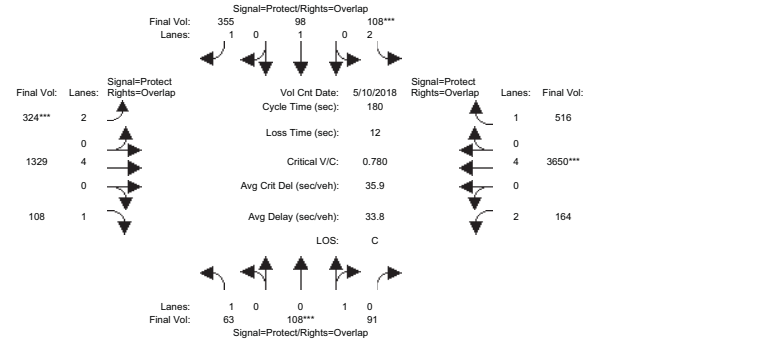 Signal=Protect/Rights=Overlap
Final Vol: 355 98 108***
Lanes: 1 0 1 0 2
Signal=Protect Signal=Protect
Final Vol: Lanes: Rights=Overlap Vol Cnt Date: 5/10/2018 Rights=Overlap Lanes: Final Vol:
Cycle Time (sec): 180
324*** 2 1 516
Loss Time (sec): 12
0 0
1329 4 Critical V/C: 0.780 4 3650***
0 Avg Crit Del (sec/veh): 35.9 0
108 1 Avg Delay (sec/veh): 33.8 2 164
LOS: C
Lanes: 1 0 0 1 0
Final Vol: 63 108*** 91
Signal=Protect/Rights=Overlap